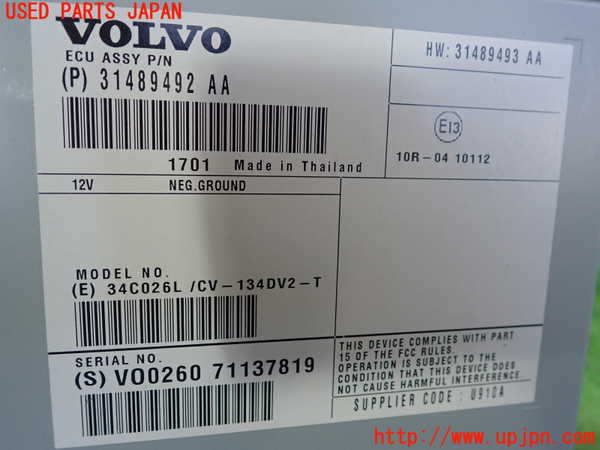 USED PARTS JAPAN
VOLVO
ECU ASSY P/N
(P) 31489492 AA
1701 Made in Thailand
HW: 31489493 AA
E13
10R-04 10112
12V NEG.GROUND
MODEL NO.
(E) 34C026L /CV-134DV2-T
SERIAL NO.
(S) VO0260 71137819
THIS DEVICE COMPLIES WITH PART
15 OF THE FCC RULES.
OPERATION IS SUBJECT TO THE
CONDITION THAT THIS DEVICE DOES
NOT CAUSE HARMFUL INTERFERENCE.
SUPPLIER CODE : U910A
http://www.upjpn.com